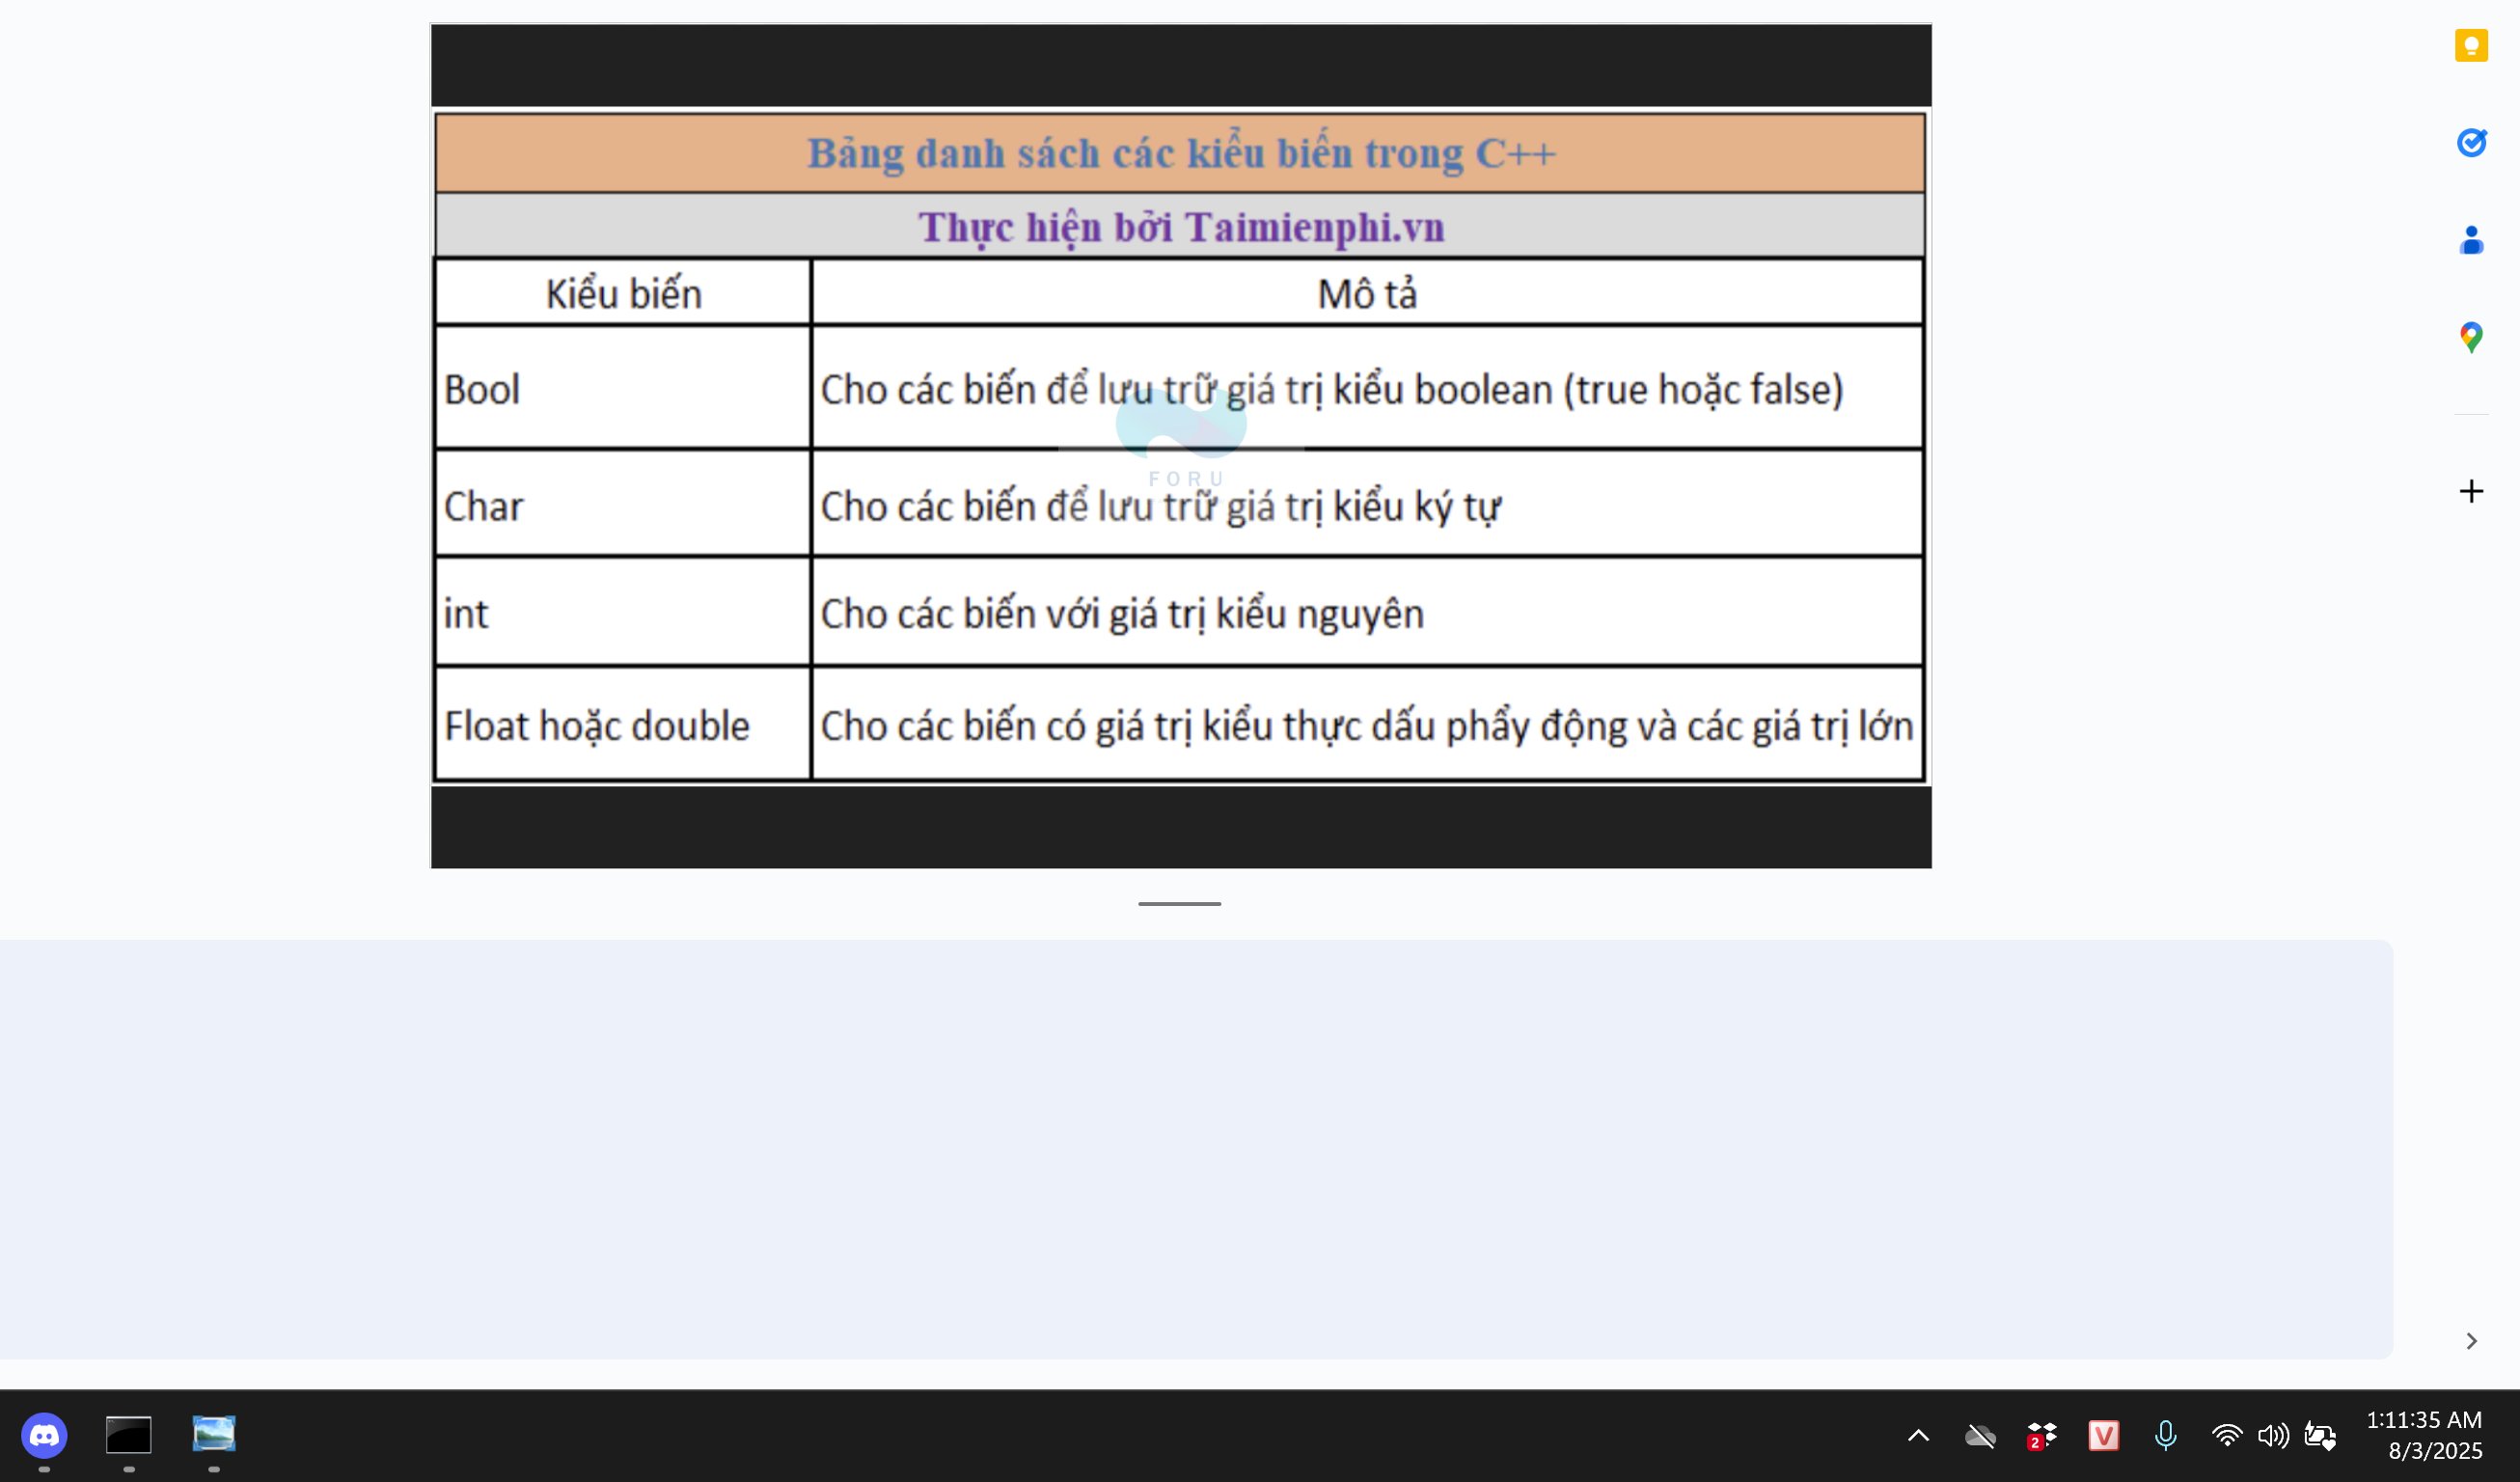 Bảng danh sách các kiểu biến trong C++
Thực hiện bởi Taimienphi.vn
Kiểu biến
Mô tả
Bool
Cho các biến để lưu trữ giá trị kiểu boolean (true hoặc false)
FORU
Char
Cho các biến để lưu trữ giá trị kiểu ký tự
int
Cho các biến với giá trị kiểu nguyên
Float hoặc double
Cho các biến có giá trị kiểu thực dấu phẩy động và các giá trị lớn
2
V
1:11:35 AM
8/3/2025